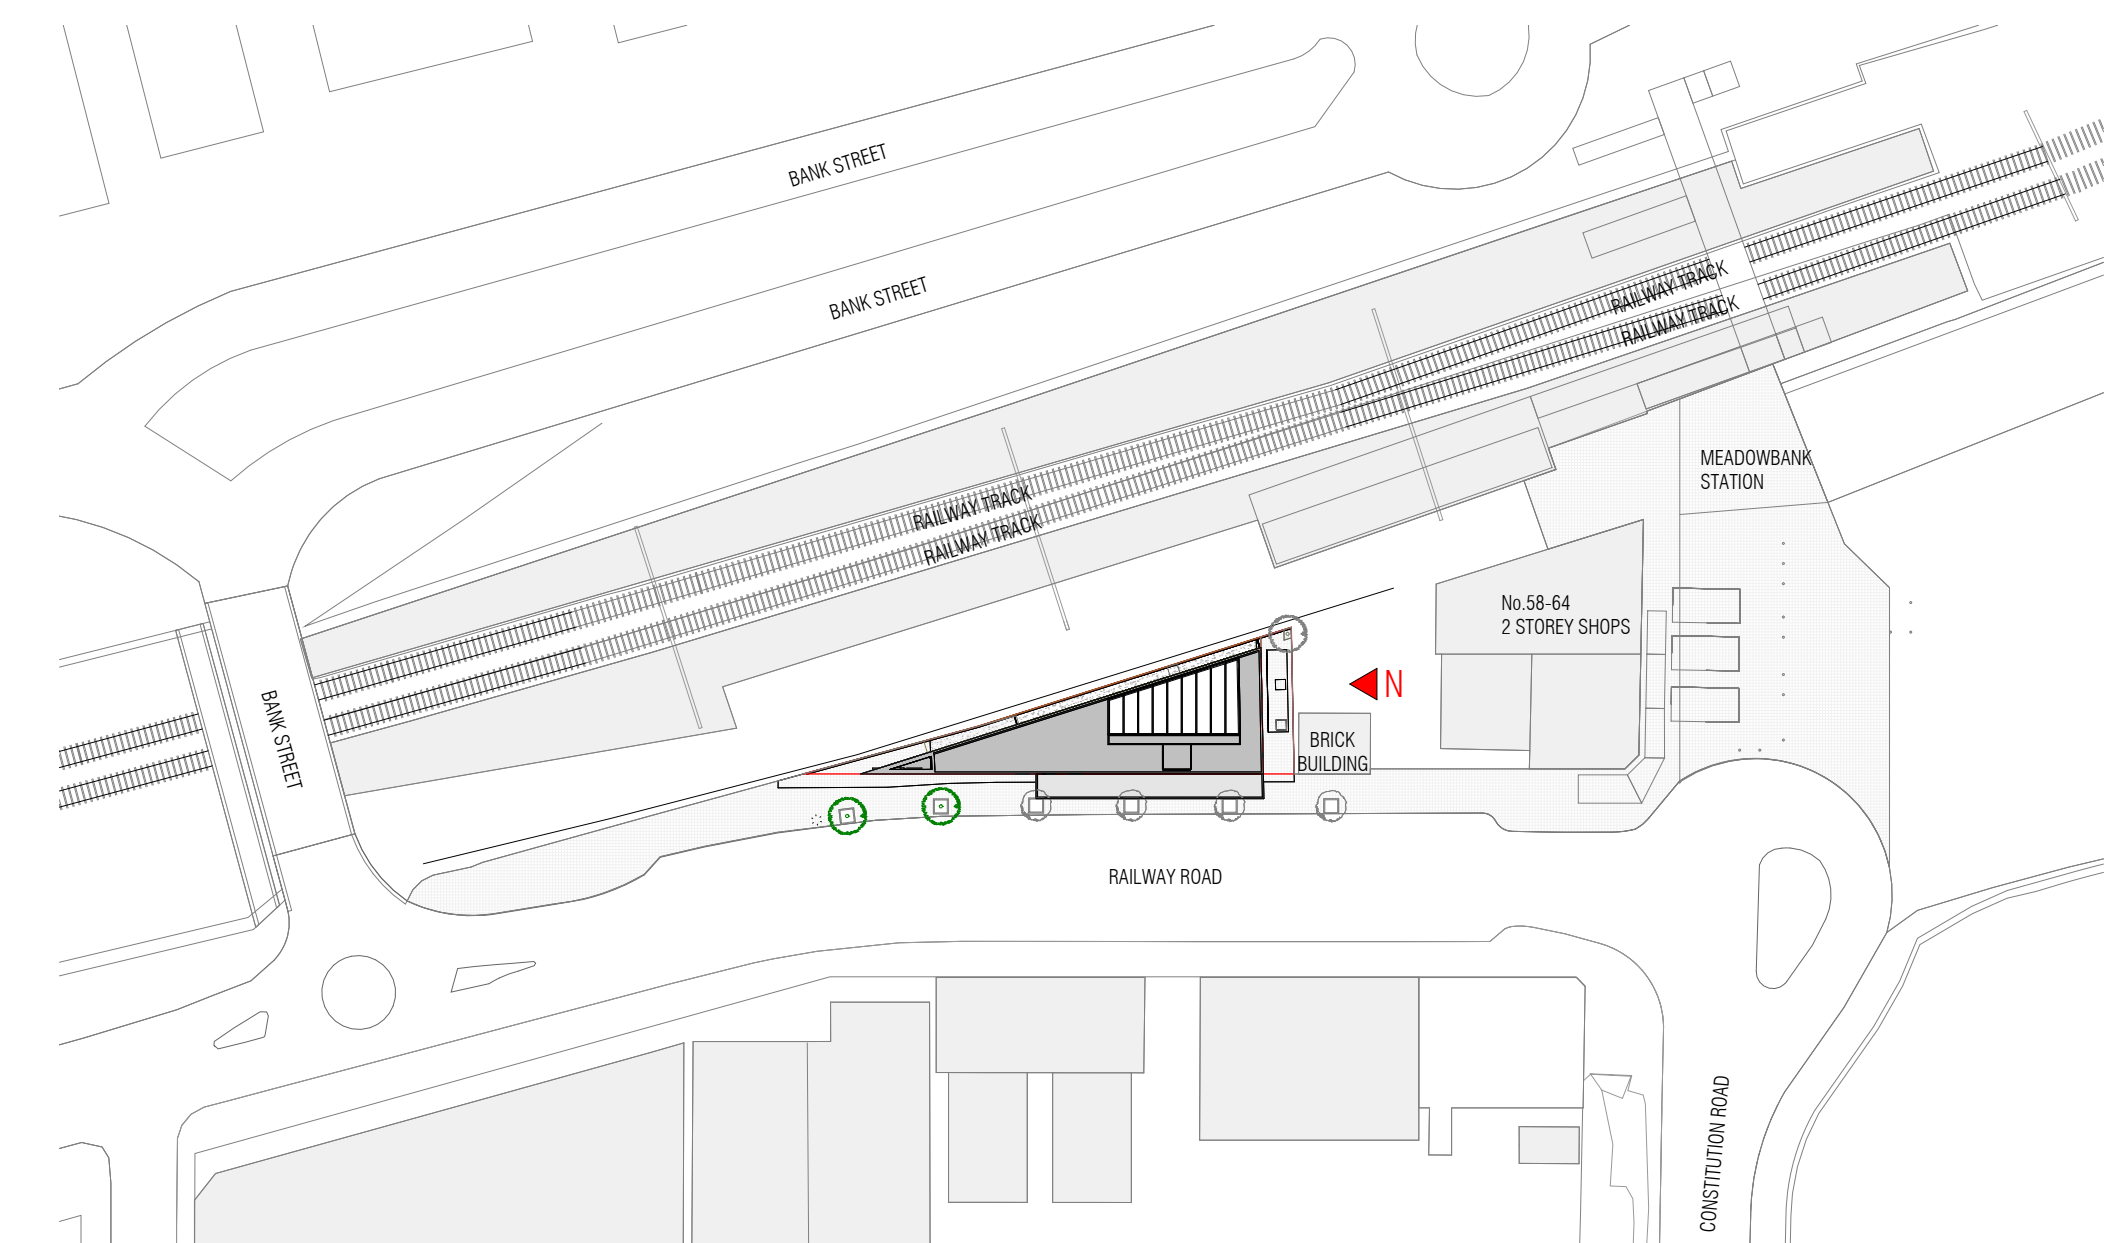 BANK STREET
BANK STREET
RAILWAY TRACK
RAILWAY TRACK
MEADOWBANK
STATION
RAILWAY TRACK
RAILWAY TRACK
No.58-64
2 STOREY SHOPS
N
BANK STREET
BRICK
BUILDING
RAILWAY ROAD
CONSTITUTION ROAD